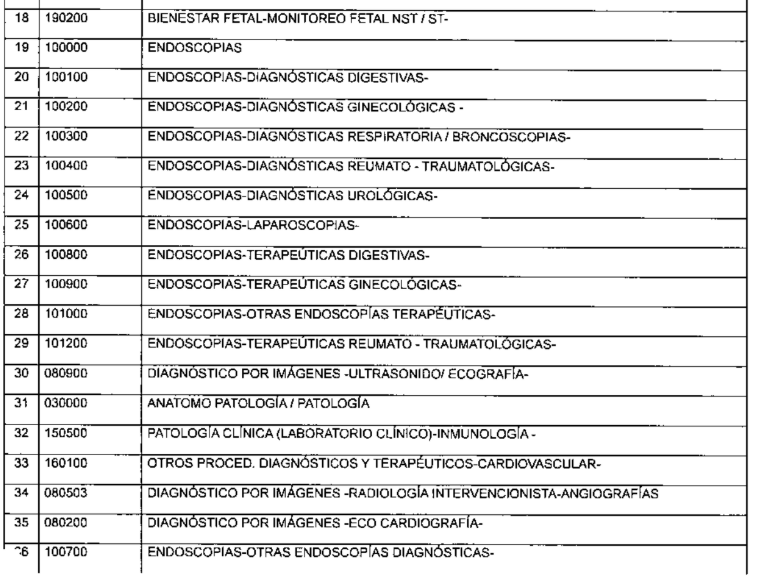 18 190200 BIENESTAR FETAL-MONITOREO FETAL NST / ST-
19 100000 ENDOSCOPIAS
20 100100 ENDOSCOPIAS-DIAGNÓSTICAS DIGESTIVAS-
21 100200 ENDOSCOPIAS-DIAGNÓSTICAS GINECOLÓGICAS -
22 100300 ENDOSCOPIAS-DIAGNÓSTICAS RESPIRATORIA / BRONCOSCOPIAS-
23 100400 ENDOSCOPIAS-DIAGNÓSTICAS REUMATO - TRAUMATOLÓGICAS-
24 100500 ENDOSCOPIAS-DIAGNÓSTICAS UROLÓGICAS-
25 100600 ENDOSCOPIAS-LAPAROSCOPIAS-
26 100800 ENDOSCOPIAS-TERAPEÚTICAS DIGESTIVAS-
27 100900 ENDOSCOPIAS-TERAPEÚTICAS GINECOLÓGICAS-
28 101000 ENDOSCOPIAS-OTRAS ENDOSCOPÍAS TERAPÉUTICAS-
29 101200 ENDOSCOPIAS-TERAPEÚTICAS REUMATO - TRAUMATOLÓGICAS-
30 080900 DIAGNÓSTICO POR IMÁGENES -ULTRASONIDO/ ECOGRAFÍA-
31 030000 ANATOMO PATOLOGÍA / PATOLOGÍA
32 150500 PATOLOGÍA CLÍNICA (LABORATORIO CLÍNICO)-INMUNOLOGÍA -
33 160100 OTROS PROCED. DIAGNÓSTICOS Y TERAPÉUTICOS-CARDIOVASCULAR-
34 080503 DIAGNÓSTICO POR IMÁGENES -RADIOLOGÍA INTERVENCIONISTA-ANGIOGRAFÍAS
35 080200 DIAGNÓSTICO POR IMÁGENES -ECO CARDIOGRAFÍA-
36 100700 ENDOSCOPIAS-OTRAS ENDOSCOPÍAS DIAGNÓSTICAS-